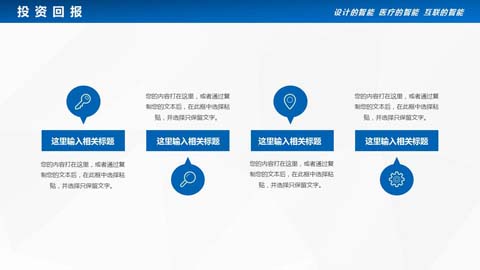 投资回报
设计的智能 医疗的智能 互联的智能
这里输入相关标题
您的内容打在这里，或者通过复
制您的文本后，在此框中选择粘
贴，并选择只保留文字。
您的内容打在这里，或者通过复
制您的文本后，在此框中选择粘
贴，并选择只保留文字。
这里输入相关标题
这里输入相关标题
您的内容打在这里，或者通过复
制您的文本后，在此框中选择粘
贴，并选择只保留文字。
您的内容打在这里，或者通过复
制您的文本后，在此框中选择粘
贴，并选择只保留文字。
这里输入相关标题